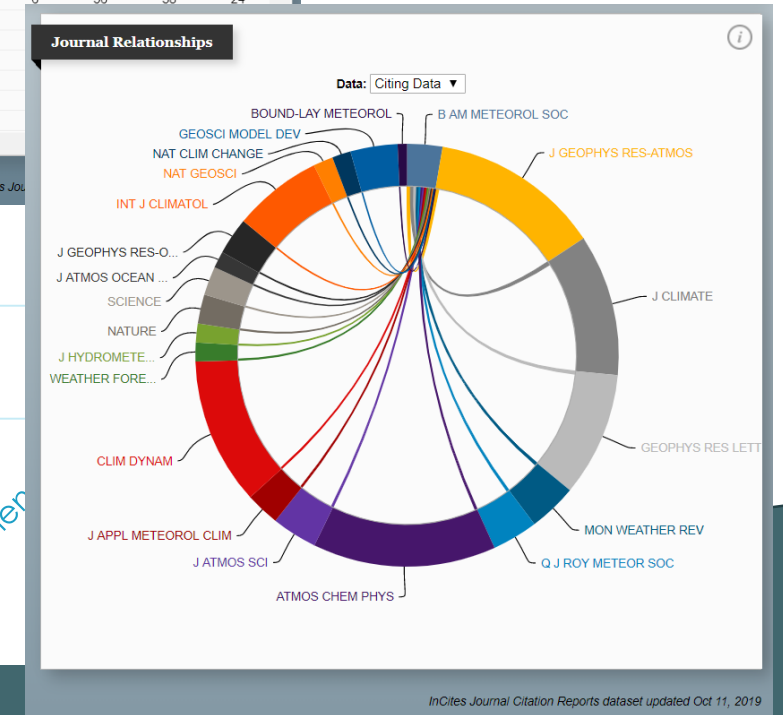 Journal Relationships
i
Data: Citing Data ▼
BOUND-LAY METEOROL
B AM METEOROL SOC
GEOSCI MODEL DEV
NAT CLIM CHANGE
J GEOPHYS RES-ATMOS
NAT GEOSCI
INT J CLIMATOL
J GEOPHYS RES-O...
J ATMOS OCEAN ...
SCIENCE
J CLIMATE
NATURE
J HYDROMETE...
WEATHER FORE...
GEOPHYS RES LETT
CLIM DYNAM
MON WEATHER REV
J APPL METEOROL CLIM
J ATMOS SCI
Q J ROY METEOR SOC
ATMOS CHEM PHYS
InCites Journal Citation Reports dataset updated Oct 11, 2019